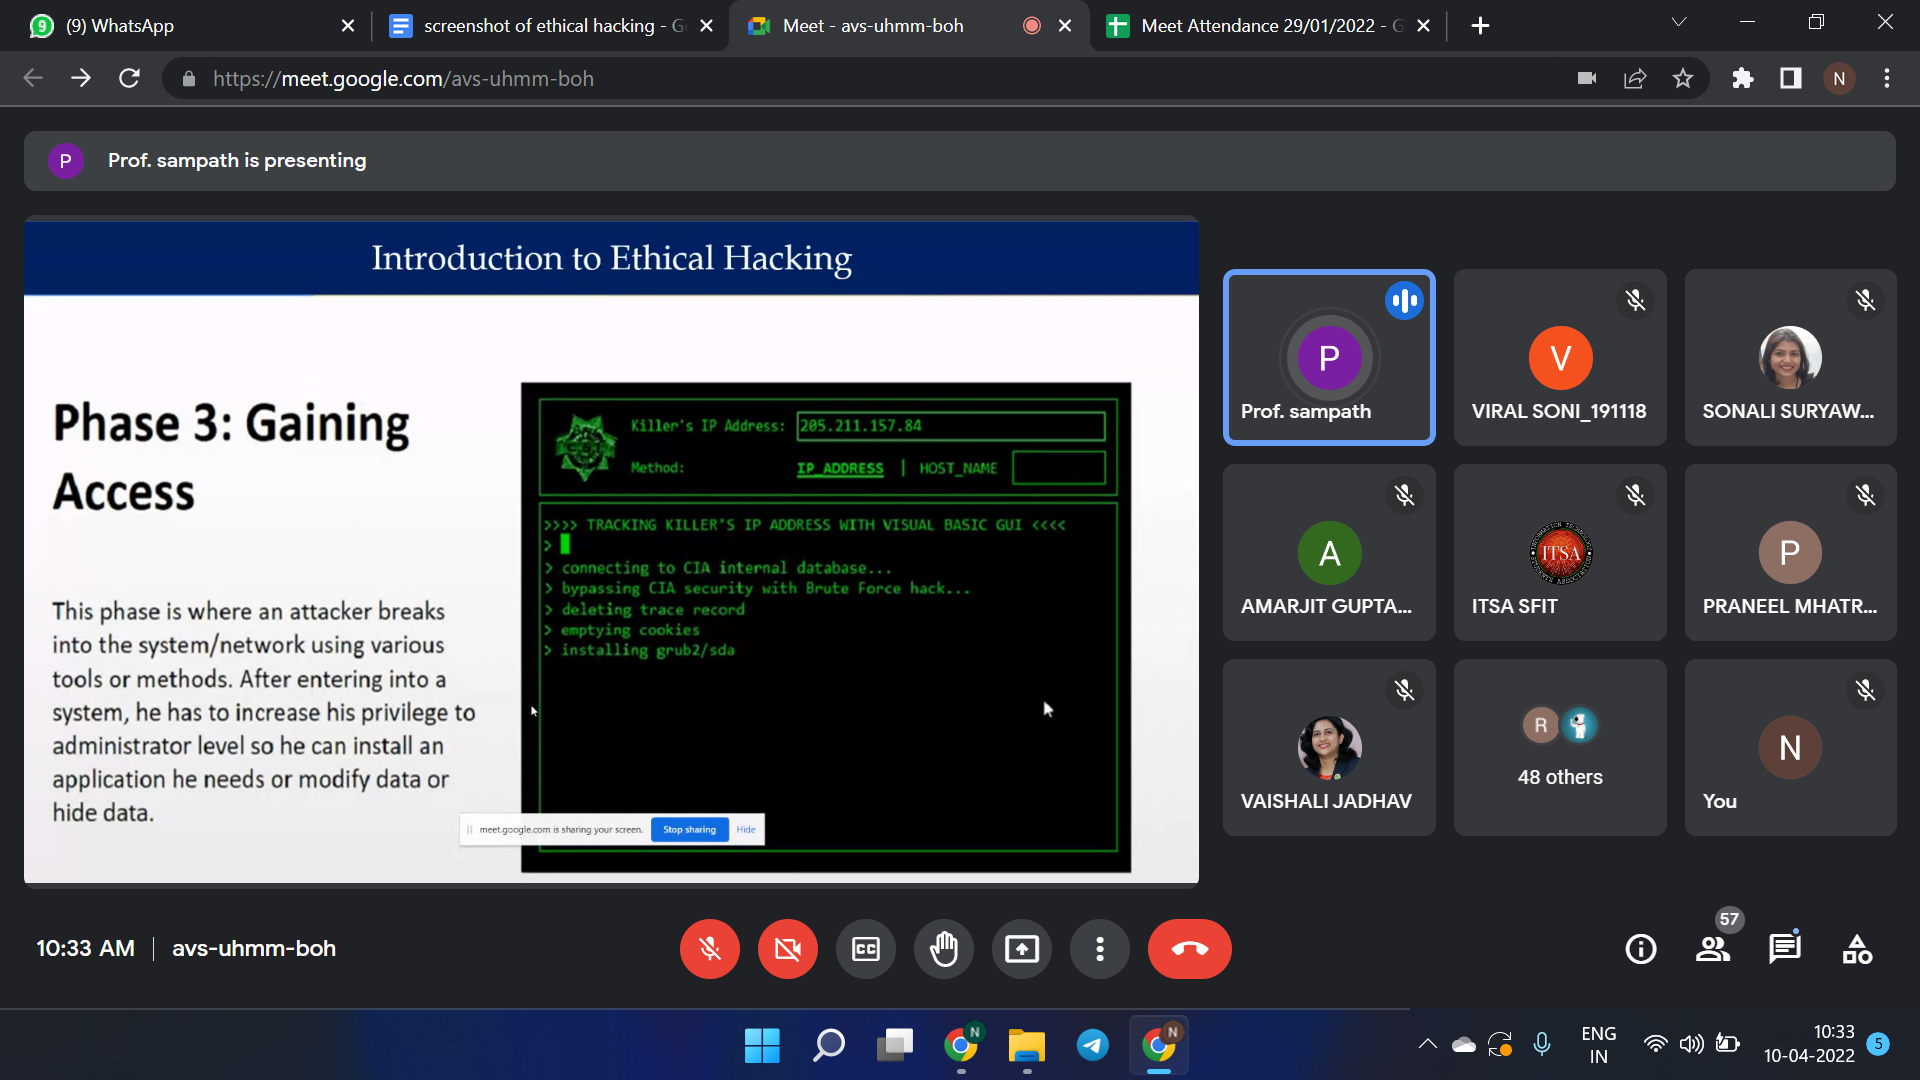 (9) WhatsApp
screenshot of ethical hacking - G
Meet - avs-uhmm-boh
Meet Attendance 29/01/2022 - G
https://meet.google.com/avs-uhmm-boh
N
P
Prof. sampath is presenting
Introduction to Ethical Hacking
Phase 3: Gaining
Access
This phase is where an attacker breaks
into the system/network using various
tools or methods. After entering into a
system, he has to increase his privilege to
administrator level so he can install an
application he needs or modify data or
hide data.
Killer's IP Address: 205.211.157.84
Method: IP_ADDRESS | HOST_NAME
>>>> TRACKING KILLER'S IP ADDRESS WITH VISUAL BASIC GUI <<<<
>
> connecting to CIA internal database...
> bypassing CIA security with Brute Force hack...
> deleting trace record
> emptying cookies
> installing grub2/sda
meet.google.com is sharing your screen. Stop sharing Hide
P
Prof. sampath
V
VIRAL SONI_191118
SONALI SURYAW...
A
AMARJIT GUPTA...
ITSA
ITSA SFIT
P
PRANEEL MHATR...
VAISHALI JADHAV
R
48 others
N
You
10:33 AM | avs-uhmm-boh
CC
57
N
N
ENG
IN
10:33
10-04-2022
5